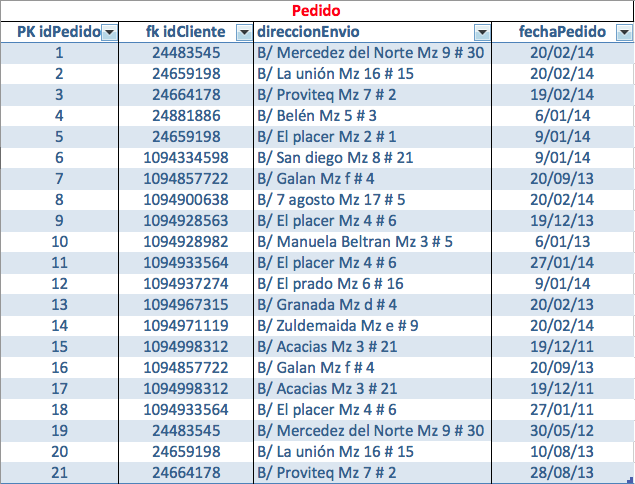 Pedido
PK idPedido fk idCliente direccionEnvio fechaPedido
1 24483545 B/ Mercedez del Norte Mz 9 # 30 20/02/14
2 24659198 B/ La unión Mz 16 # 15 20/02/14
3 24664178 B/ Proviteq Mz 7 # 2 19/02/14
4 24881886 B/ Belén Mz 5 # 3 6/01/14
5 24659198 B/ El placer Mz 2 # 1 9/01/14
6 1094334598 B/ San diego Mz 8 # 21 9/01/14
7 1094857722 B/ Galan Mz f # 4 20/09/13
8 1094900638 B/ 7 agosto Mz 17 # 5 20/02/14
9 1094928563 B/ El placer Mz 4 # 6 19/12/13
10 1094928982 B/ Manuela Beltran Mz 3 # 5 6/01/13
11 1094933564 B/ El placer Mz 4 # 6 27/01/14
12 1094937274 B/ El prado Mz 6 # 16 9/01/14
13 1094967315 B/ Granada Mz d # 4 20/02/13
14 1094971119 B/ Zuldemaida Mz e # 9 20/02/14
15 1094998312 B/ Acacias Mz 3 # 21 19/12/11
16 1094857722 B/ Galan Mz f # 4 20/09/13
17 1094998312 B/ Acacias Mz 3 # 21 19/12/11
18 1094933564 B/ El placer Mz 4 # 6 27/01/11
19 24483545 B/ Mercedez del Norte Mz 9 # 30 30/05/12
20 24659198 B/ La unión Mz 16 # 15 10/08/13
21 24664178 B/ Proviteq Mz 7 # 2 28/08/13